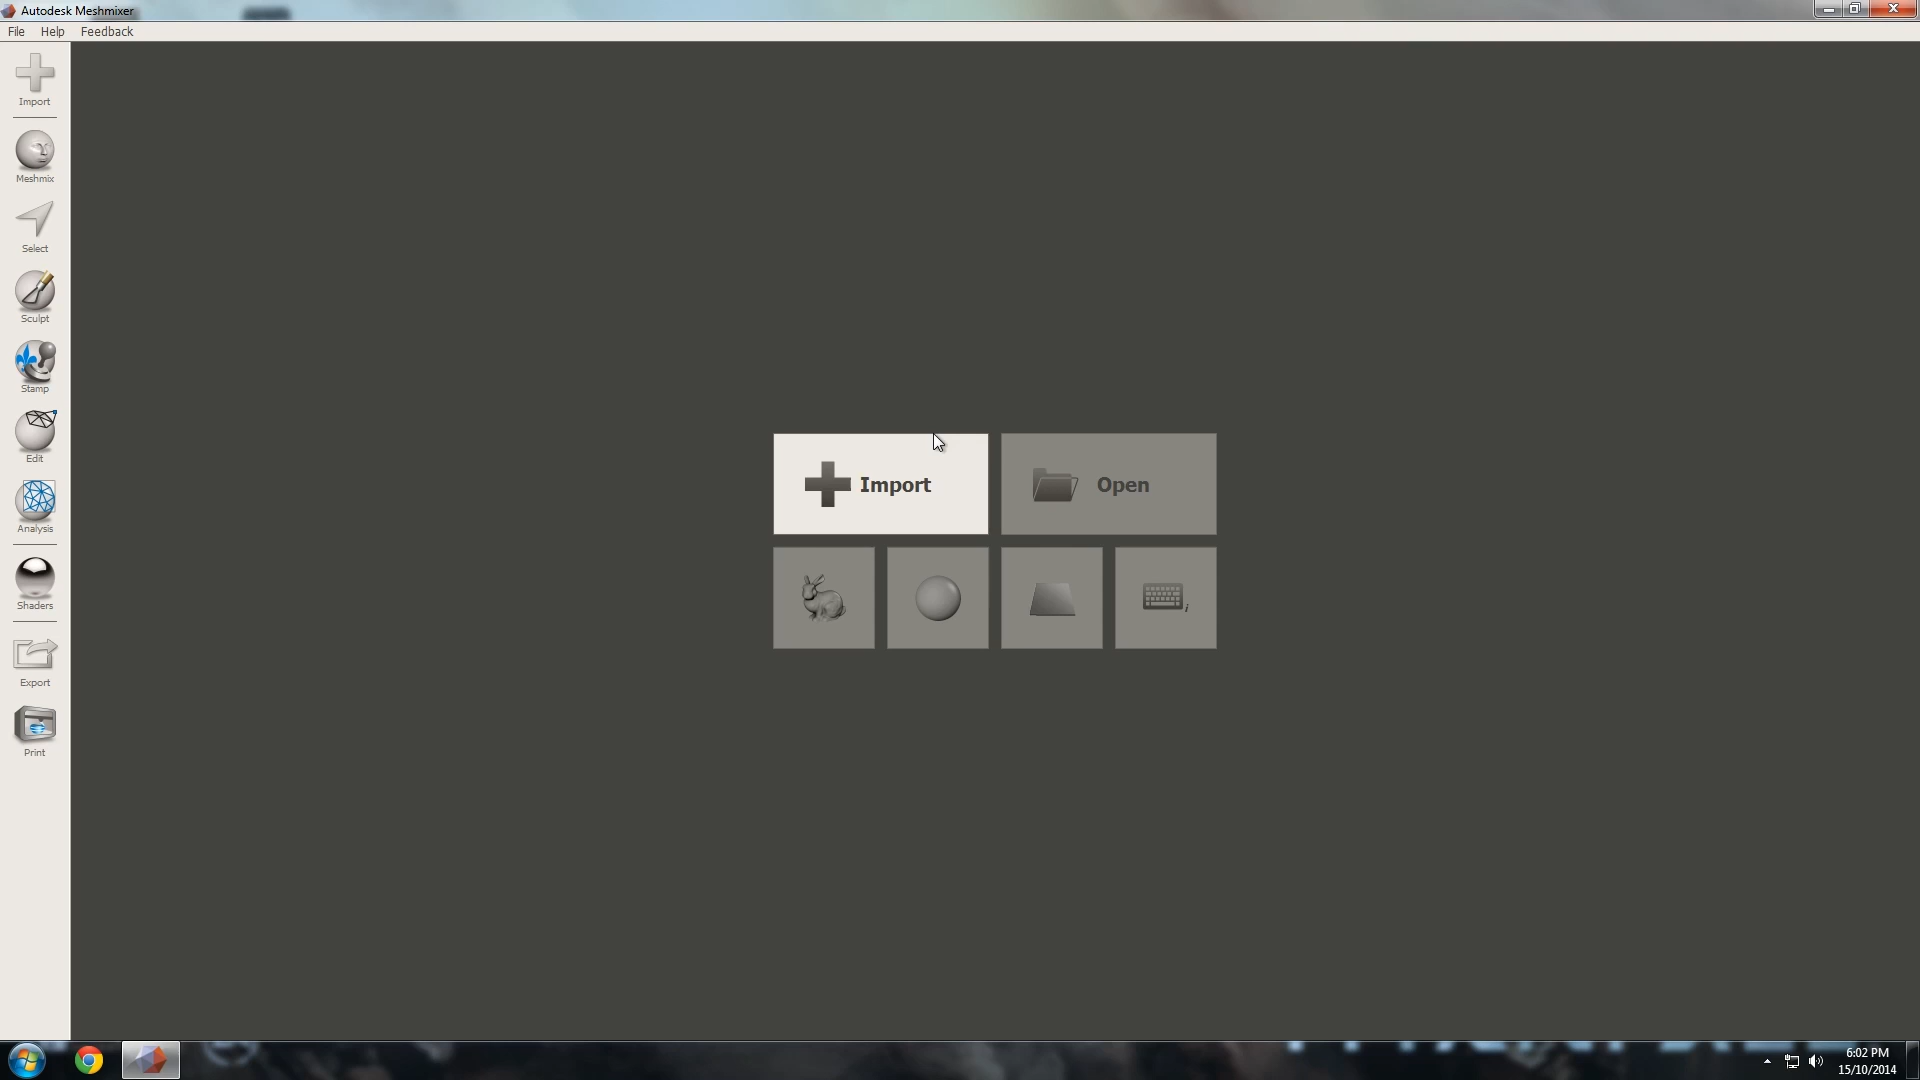 Autodesk Meshmixer
File Help Feedback
Import
Meshmix
Select
Sculpt
Stamp
Edit
Analysis
Shaders
Export
Print
Import
Open
i
6:02 PM
15/10/2014